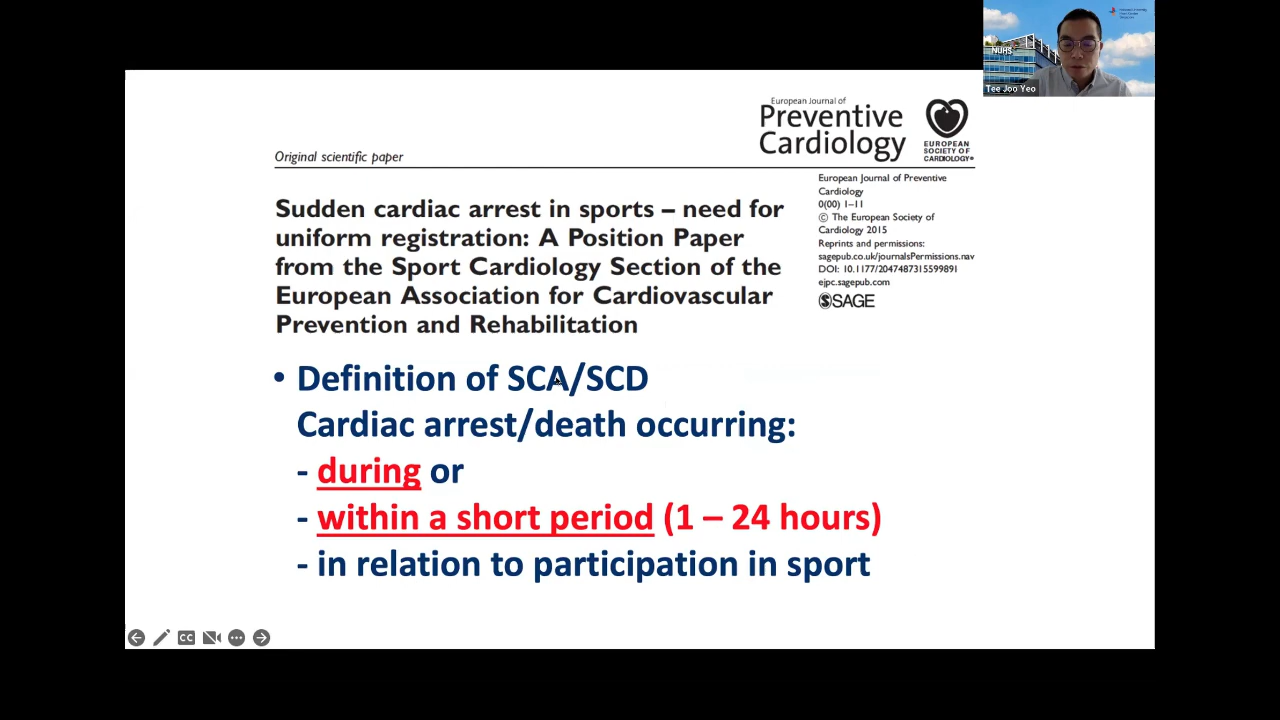 NUHS
Tee Joo Yeo
European Journal of
Preventive
Cardiology
EUROPEAN
SOCIETY OF
CARDIOLOGY®
Original scientific paper
Sudden cardiac arrest in sports – need for
uniform registration: A Position Paper
from the Sport Cardiology Section of the
European Association for Cardiovascular
Prevention and Rehabilitation
European Journal of Preventive
Cardiology
0(00) 1–11
© The European Society of
Cardiology 2015
Reprints and permissions:
sagepub.co.uk/journalsPermissions.nav
DOI: 10.1177/2047487315599891
ejpc.sagepub.com
SAGE
• Definition of SCA/SCD
Cardiac arrest/death occurring:
- during or
- within a short period (1 – 24 hours)
- in relation to participation in sport
CC